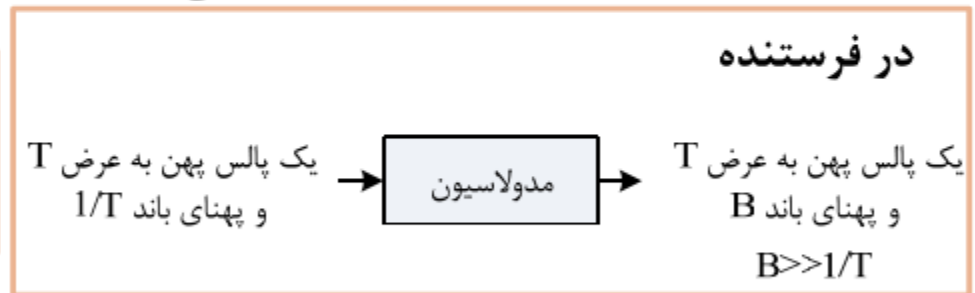 در فرستنده
یک پالس پهن به عرض T
و پهنای باند 1/T
مدولاسیون
یک پالس پهن به عرض T
و پهنای باند B
B>>1/T